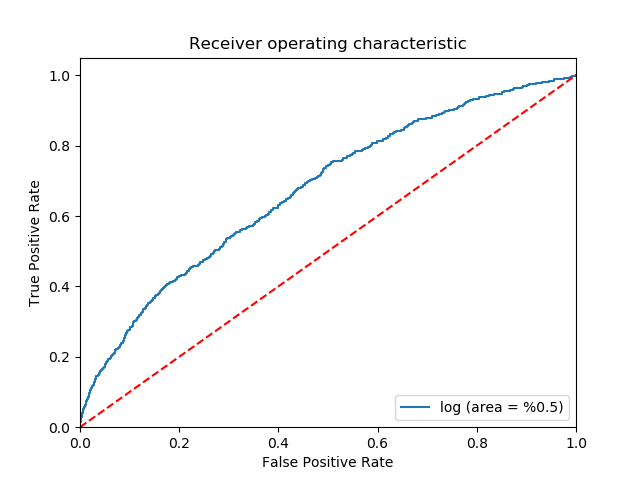 Receiver operating characteristic
1.0
0.8
0.6
0.4
0.2
0.0
True Positive Rate
log (area = %0.5)
0.0 0.2 0.4 0.6 0.8 1.0
False Positive Rate